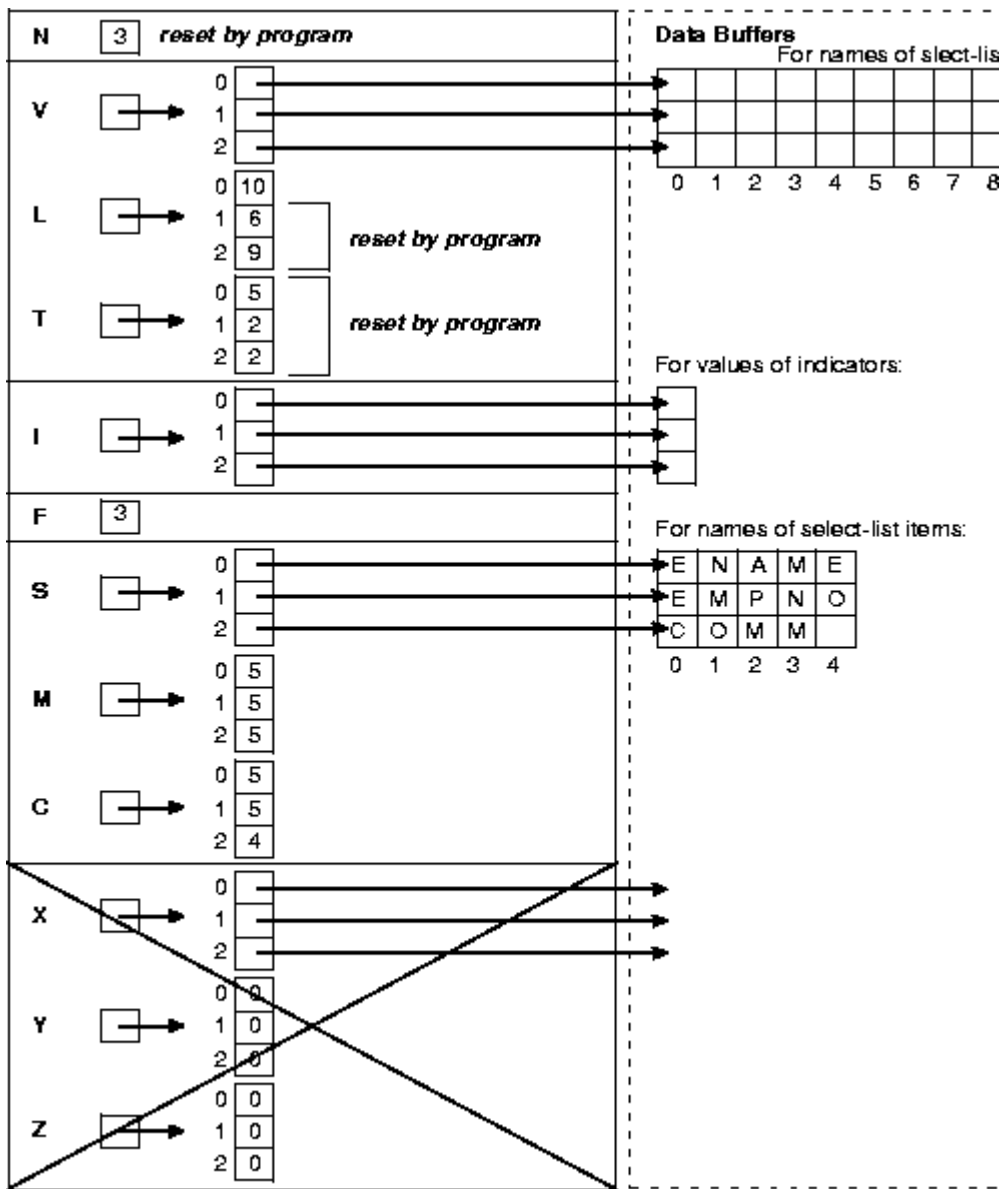 N 3 reset by program
Data Buffers
For names of slect-lis
V
0
1
2
0 1 2 3 4 5 6 7 8
L
0 10
1 6
2 9
reset by program
T
0 5
1 2
2 2
reset by program
For values of indicators:
I
0
1
2
F 3
For names of select-list items:
S
0
1
2
E N A M E
E M P N O
C O M M
0 1 2 3 4
M
0 5
1 5
2 5
C
0 5
1 5
2 4
X
0
1
2
Y
0 0
1 0
2 0
Z
0 0
1 0
2 0